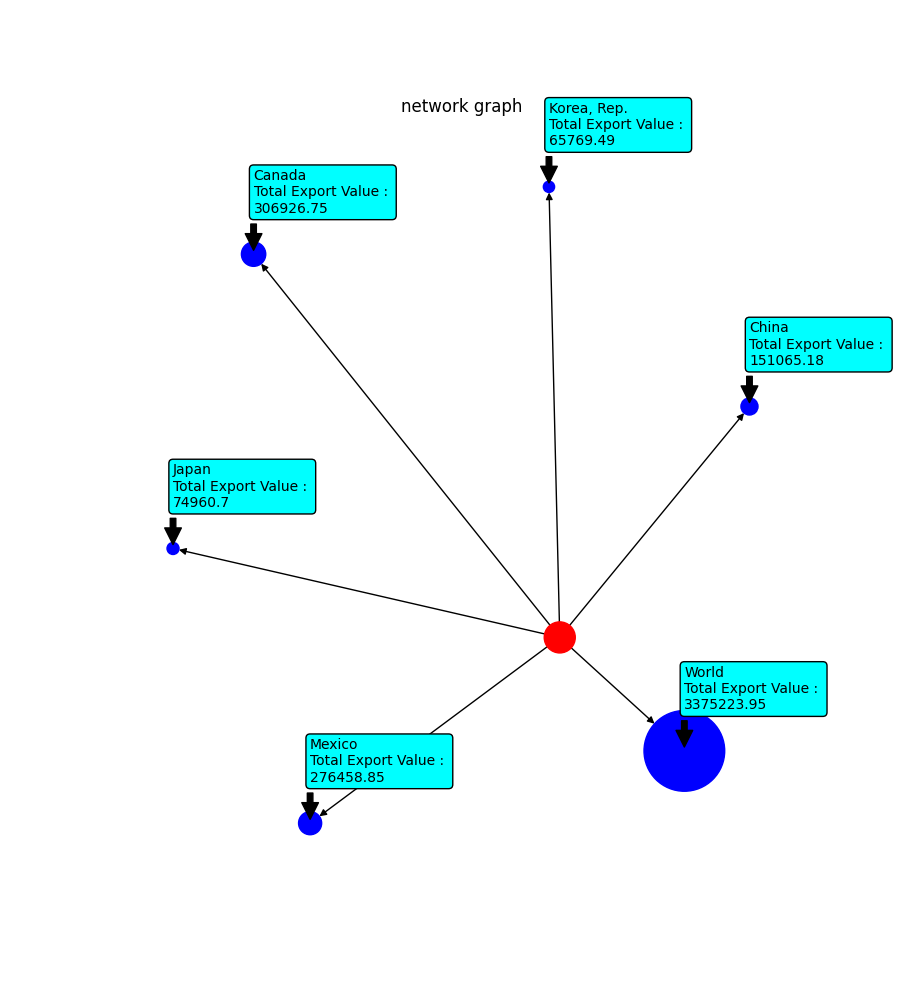 network graph
Korea, Rep.
Total Export Value :
65769.49
Canada
Total Export Value :
306926.75
China
Total Export Value :
151065.18
Japan
Total Export Value :
74960.7
World
Total Export Value :
3375223.95
Mexico
Total Export Value :
276458.85